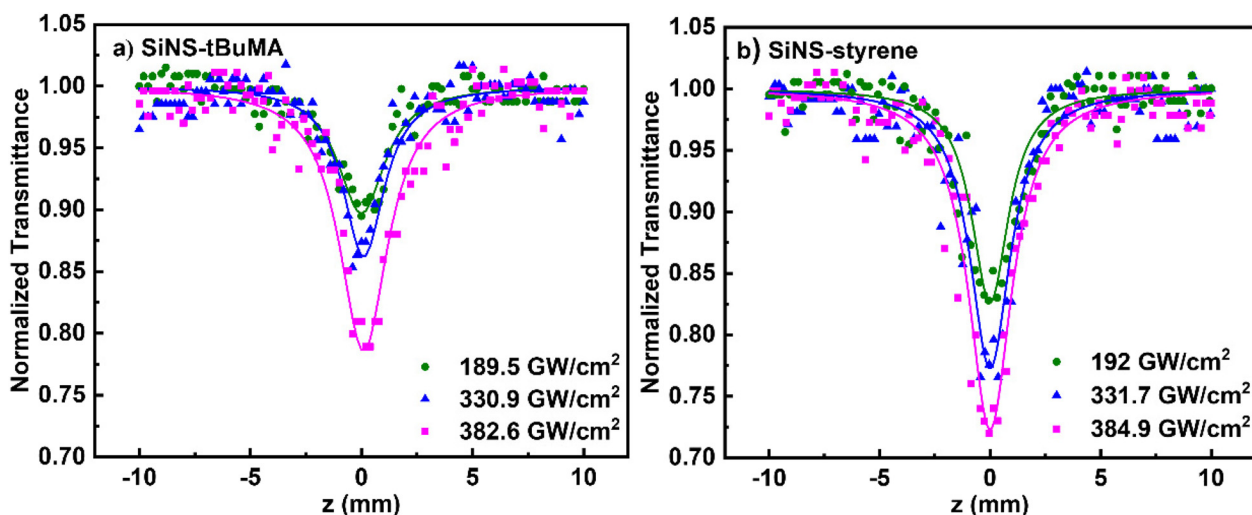 a) SiNS-tBuMA
Normalized Transmittance
1.05
1.00
0.95
0.90
0.85
0.80
0.75
0.70
189.5 GW/cm²
330.9 GW/cm²
382.6 GW/cm²
-10 -5 0 5 10
z (mm)
b) SiNS-styrene
Normalized Transmittance
1.05
1.00
0.95
0.90
0.85
0.80
0.75
0.70
192 GW/cm²
331.7 GW/cm²
384.9 GW/cm²
-10 -5 0 5 10
z (mm)